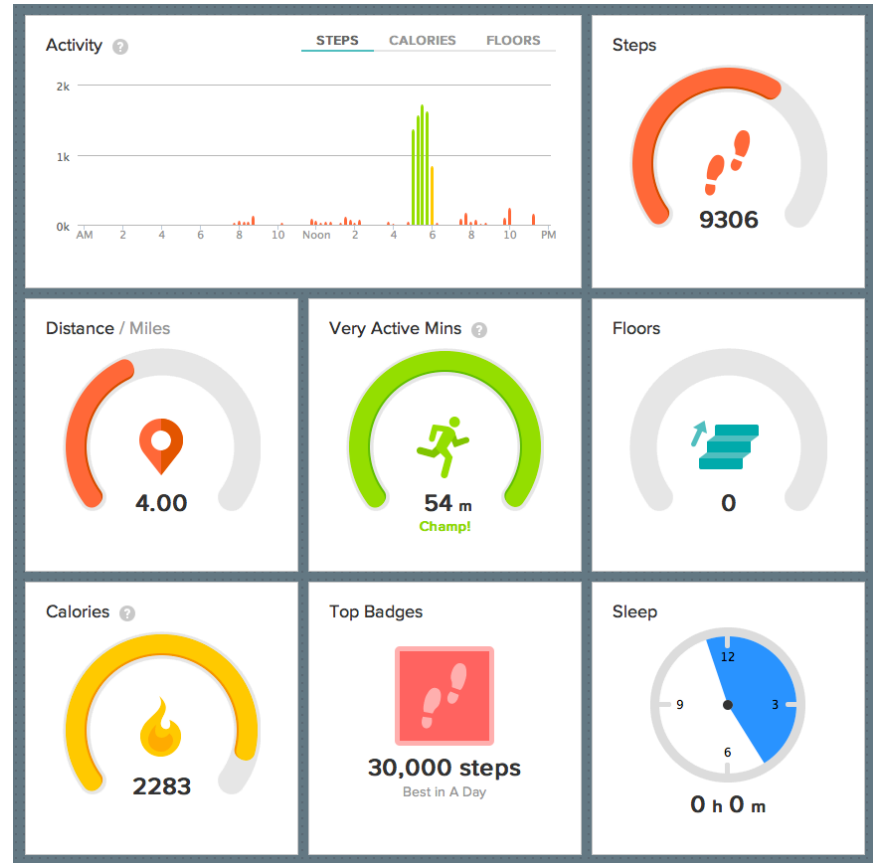 Activity ?
STEPS CALORIES FLOORS
2k
1k
0k
AM 2 4 6 8 10 Noon 2 4 6 8 10 PM
Steps
9306
Distance / Miles
4.00
Very Active Mins ?
54 m
Champ!
Floors
0
Calories ?
2283
Top Badges
30,000 steps
Best in A Day
Sleep
12
9 3
6
0 h 0 m